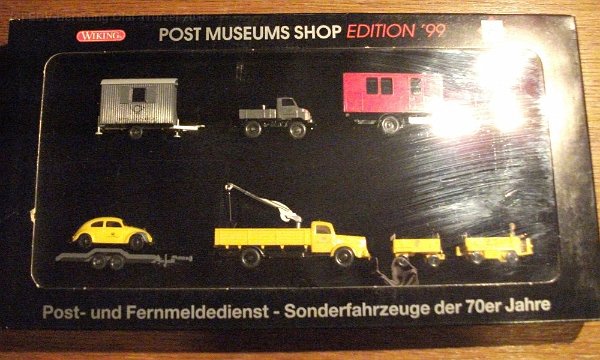 WIKING
POST MUSEUMS SHOP EDITION '99
Post- und Fernmeldedienst - Sonderfahrzeuge der 70er Jahre